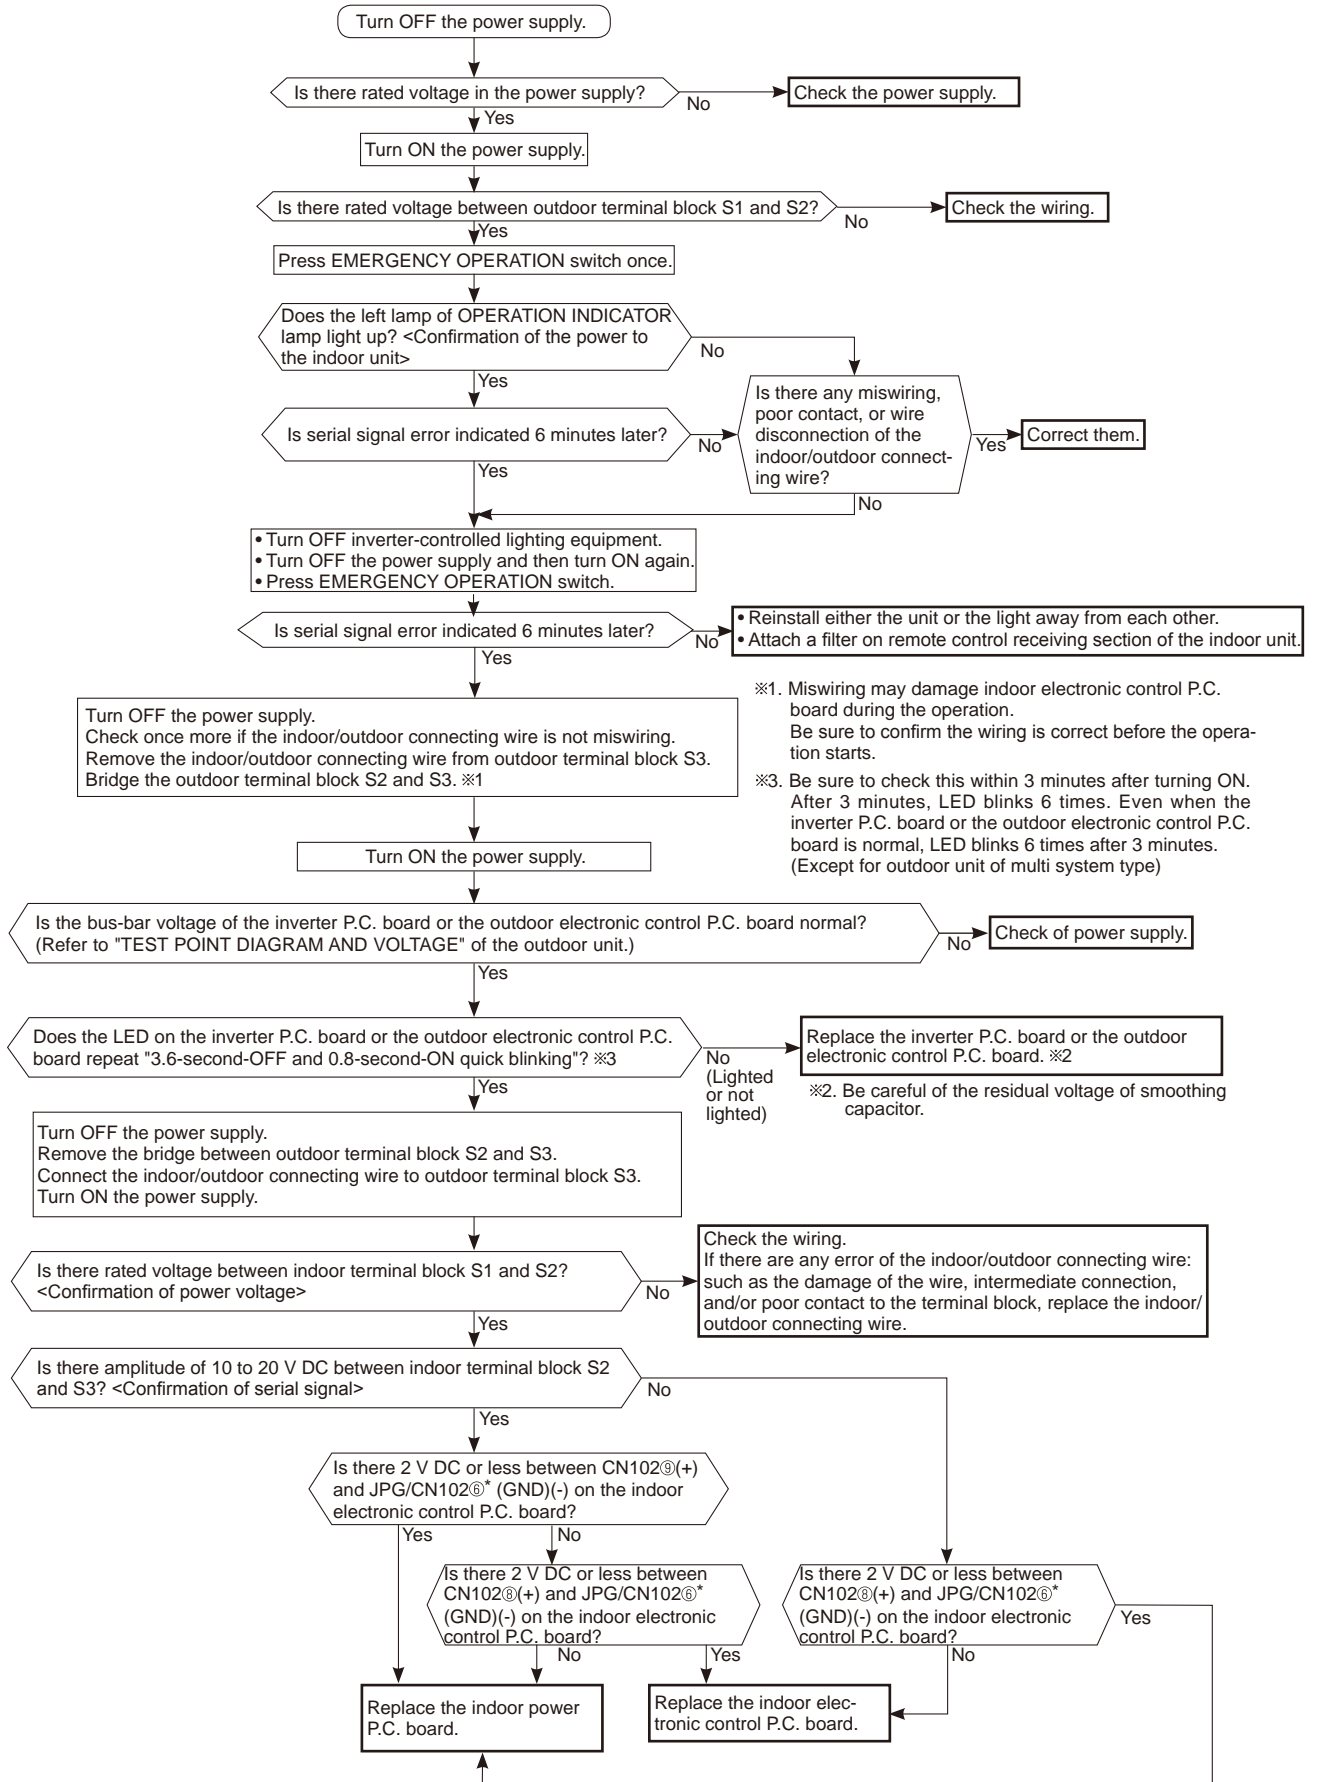 Turn OFF the power supply.
Is there rated voltage in the power supply?
No
Check the power supply.
Yes
Turn ON the power supply.
Is there rated voltage between outdoor terminal block S1 and S2?
No
Check the wiring.
Yes
Press EMERGENCY OPERATION switch once.
Does the left lamp of OPERATION INDICATOR
lamp light up? <Confirmation of the power to
the indoor unit>
No
Yes
Is there any miswiring,
poor contact, or wire
disconnection of the
indoor/outdoor connect-
ing wire?
Is serial signal error indicated 6 minutes later?
No
Yes
Correct them.
Yes
No
• Turn OFF inverter-controlled lighting equipment.
• Turn OFF the power supply and then turn ON again.
• Press EMERGENCY OPERATION switch.
Is serial signal error indicated 6 minutes later?
No
• Reinstall either the unit or the light away from each other.
• Attach a filter on remote control receiving section of the indoor unit.
Yes
Turn OFF the power supply.
Check once more if the indoor/outdoor connecting wire is not miswiring.
Remove the indoor/outdoor connecting wire from outdoor terminal block S3.
Bridge the outdoor terminal block S2 and S3. ※1
※1. Miswiring may damage indoor electronic control P.C.
board during the operation.
Be sure to confirm the wiring is correct before the opera-
tion starts.
※3. Be sure to check this within 3 minutes after turning ON.
After 3 minutes, LED blinks 6 times. Even when the
inverter P.C. board or the outdoor electronic control P.C.
board is normal, LED blinks 6 times after 3 minutes.
(Except for outdoor unit of multi system type)
Turn ON the power supply.
Is the bus-bar voltage of the inverter P.C. board or the outdoor electronic control P.C. board normal?
(Refer to "TEST POINT DIAGRAM AND VOLTAGE" of the outdoor unit.)
No
Check of power supply.
Yes
Does the LED on the inverter P.C. board or the outdoor electronic control P.C.
board repeat "3.6-second-OFF and 0.8-second-ON quick blinking"? ※3
No
(Lighted
or not
lighted)
Replace the inverter P.C. board or the outdoor
electronic control P.C. board. ※2
※2. Be careful of the residual voltage of smoothing
capacitor.
Yes
Turn OFF the power supply.
Remove the bridge between outdoor terminal block S2 and S3.
Connect the indoor/outdoor connecting wire to outdoor terminal block S3.
Turn ON the power supply.
Is there rated voltage between indoor terminal block S1 and S2?
<Confirmation of power voltage>
No
Check the wiring.
If there are any error of the indoor/outdoor connecting wire:
such as the damage of the wire, intermediate connection,
and/or poor contact to the terminal block, replace the indoor/
outdoor connecting wire.
Yes
Is there amplitude of 10 to 20 V DC between indoor terminal block S2
and S3? <Confirmation of serial signal>
No
Yes
Is there 2 V DC or less between CN102⑨(+)
and JPG/CN102⑥* (GND)(-) on the indoor
electronic control P.C. board?
Yes
No
Is there 2 V DC or less between
CN102⑧(+) and JPG/CN102⑥*
(GND)(-) on the indoor electronic
control P.C. board?
No
Yes
Is there 2 V DC or less between
CN102⑧(+) and JPG/CN102⑥*
(GND)(-) on the indoor electronic
control P.C. board?
Yes
No
Replace the indoor power
P.C. board.
Replace the indoor elec-
tronic control P.C. board.